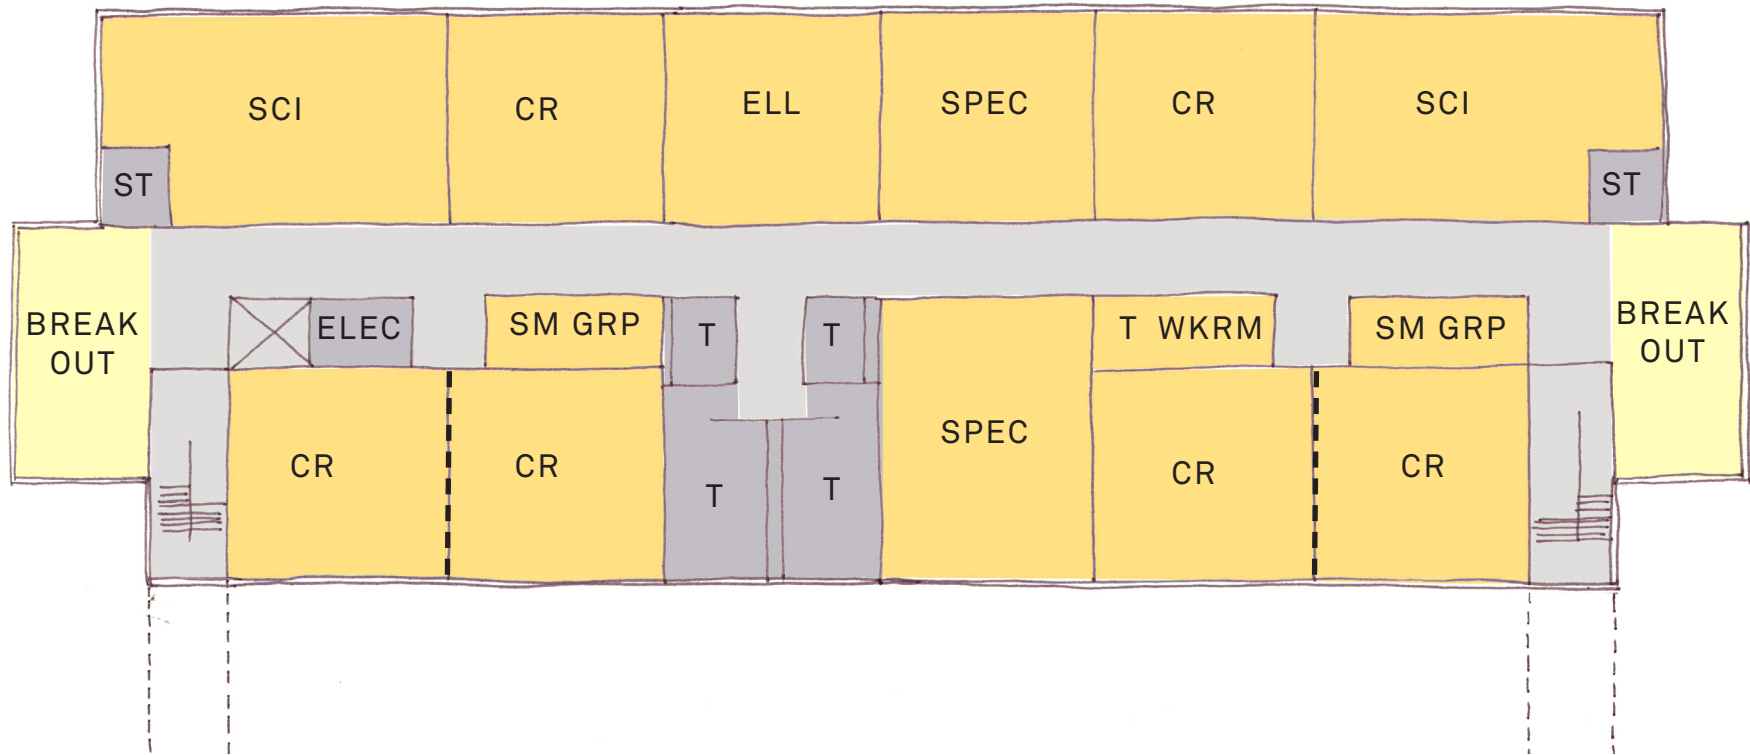 SCI
CR
ELL
SPEC
CR
SCI
ST
ST
BREAK
OUT
ELEC
SM GRP
T
T
T WKRM
SM GRP
BREAK
OUT
CR
CR
T
T
SPEC
CR
CR